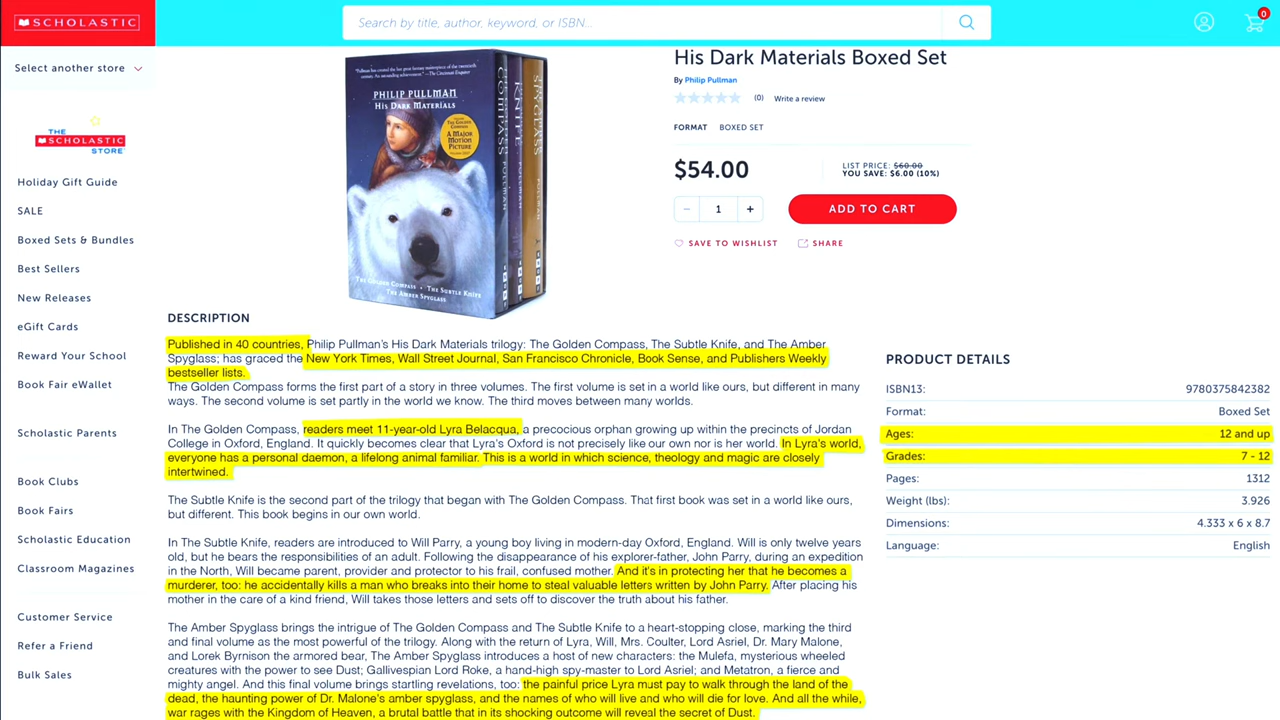 SCHOLASTIC
Search by title, author, keyword, or ISBN...
0
Select another store
THE
SCHOLASTIC
STORE
Holiday Gift Guide
SALE
Boxed Sets & Bundles
Best Sellers
New Releases
eGift Cards
Reward Your School
Book Fair eWallet
Scholastic Parents
Book Clubs
Book Fairs
Scholastic Education
Classroom Magazines
Customer Service
Refer a Friend
Bulk Sales
PHILIP PULLMAN
HIS DARK MATERIALS
THE GOLDEN COMPASS
A MAJOR
MOTION
PICTURE
THE GOLDEN COMPASS • THE SUBTLE KNIFE
THE AMBER SPYGLASS
COMPASS
PULLMAN
KNIFE
PULLMAN
SPYGLASS
PULLMAN
His Dark Materials Boxed Set
By Philip Pullman
(0) Write a review
FORMAT BOXED SET
$54.00
LIST PRICE: $60.00
YOU SAVE: $6.00 (10%)
− 1 +
ADD TO CART
SAVE TO WISHLIST SHARE
DESCRIPTION
Published in 40 countries, Philip Pullman's His Dark Materials trilogy: The Golden Compass, The Subtle Knife, and The Amber
Spyglass; has graced the New York Times, Wall Street Journal, San Francisco Chronicle, Book Sense, and Publishers Weekly
bestseller lists.
The Golden Compass forms the first part of a story in three volumes. The first volume is set in a world like ours, but different in many
ways. The second volume is set partly in the world we know. The third moves between many worlds.
In The Golden Compass, readers meet 11-year-old Lyra Belacqua, a precocious orphan growing up within the precincts of Jordan
College in Oxford, England. It quickly becomes clear that Lyra's Oxford is not precisely like our own nor is her world. In Lyra's world,
everyone has a personal daemon, a lifelong animal familiar. This is a world in which science, theology and magic are closely
intertwined.
The Subtle Knife is the second part of the trilogy that began with The Golden Compass. That first book was set in a world like ours,
but different. This book begins in our own world.
In The Subtle Knife, readers are introduced to Will Parry, a young boy living in modern-day Oxford, England. Will is only twelve years
old, but he bears the responsibilities of an adult. Following the disappearance of his explorer-father, John Parry, during an expedition
in the North, Will became parent, provider and protector to his frail, confused mother. And it's in protecting her that he becomes a
murderer, too: he accidentally kills a man who breaks into their home to steal valuable letters written by John Parry. After placing his
mother in the care of a kind friend, Will takes those letters and sets off to discover the truth about his father.
The Amber Spyglass brings the intrigue of The Golden Compass and The Subtle Knife to a heart-stopping close, marking the third
and final volume as the most powerful of the trilogy. Along with the return of Lyra, Will, Mrs. Coulter, Lord Asriel, Dr. Mary Malone,
and Lorek Byrnison the armored bear, The Amber Spyglass introduces a host of new characters: the Mulefa, mysterious wheeled
creatures with the power to see Dust; Gallivespian Lord Roke, a hand-high spy-master to Lord Asriel; and Metatron, a fierce and
mighty angel. And this final volume brings startling revelations, too: the painful price Lyra must pay to walk through the land of the
dead, the haunting power of Dr. Malone's amber spyglass, and the names of who will live and who will die for love. And all the while,
war rages with the Kingdom of Heaven, a brutal battle that in its shocking outcome will reveal the secret of Dust.
PRODUCT DETAILS
ISBN13: 9780375842382
Format: Boxed Set
Ages: 12 and up
Grades: 7 - 12
Pages: 1312
Weight (lbs): 3.926
Dimensions: 4.333 x 6 x 8.7
Language: English